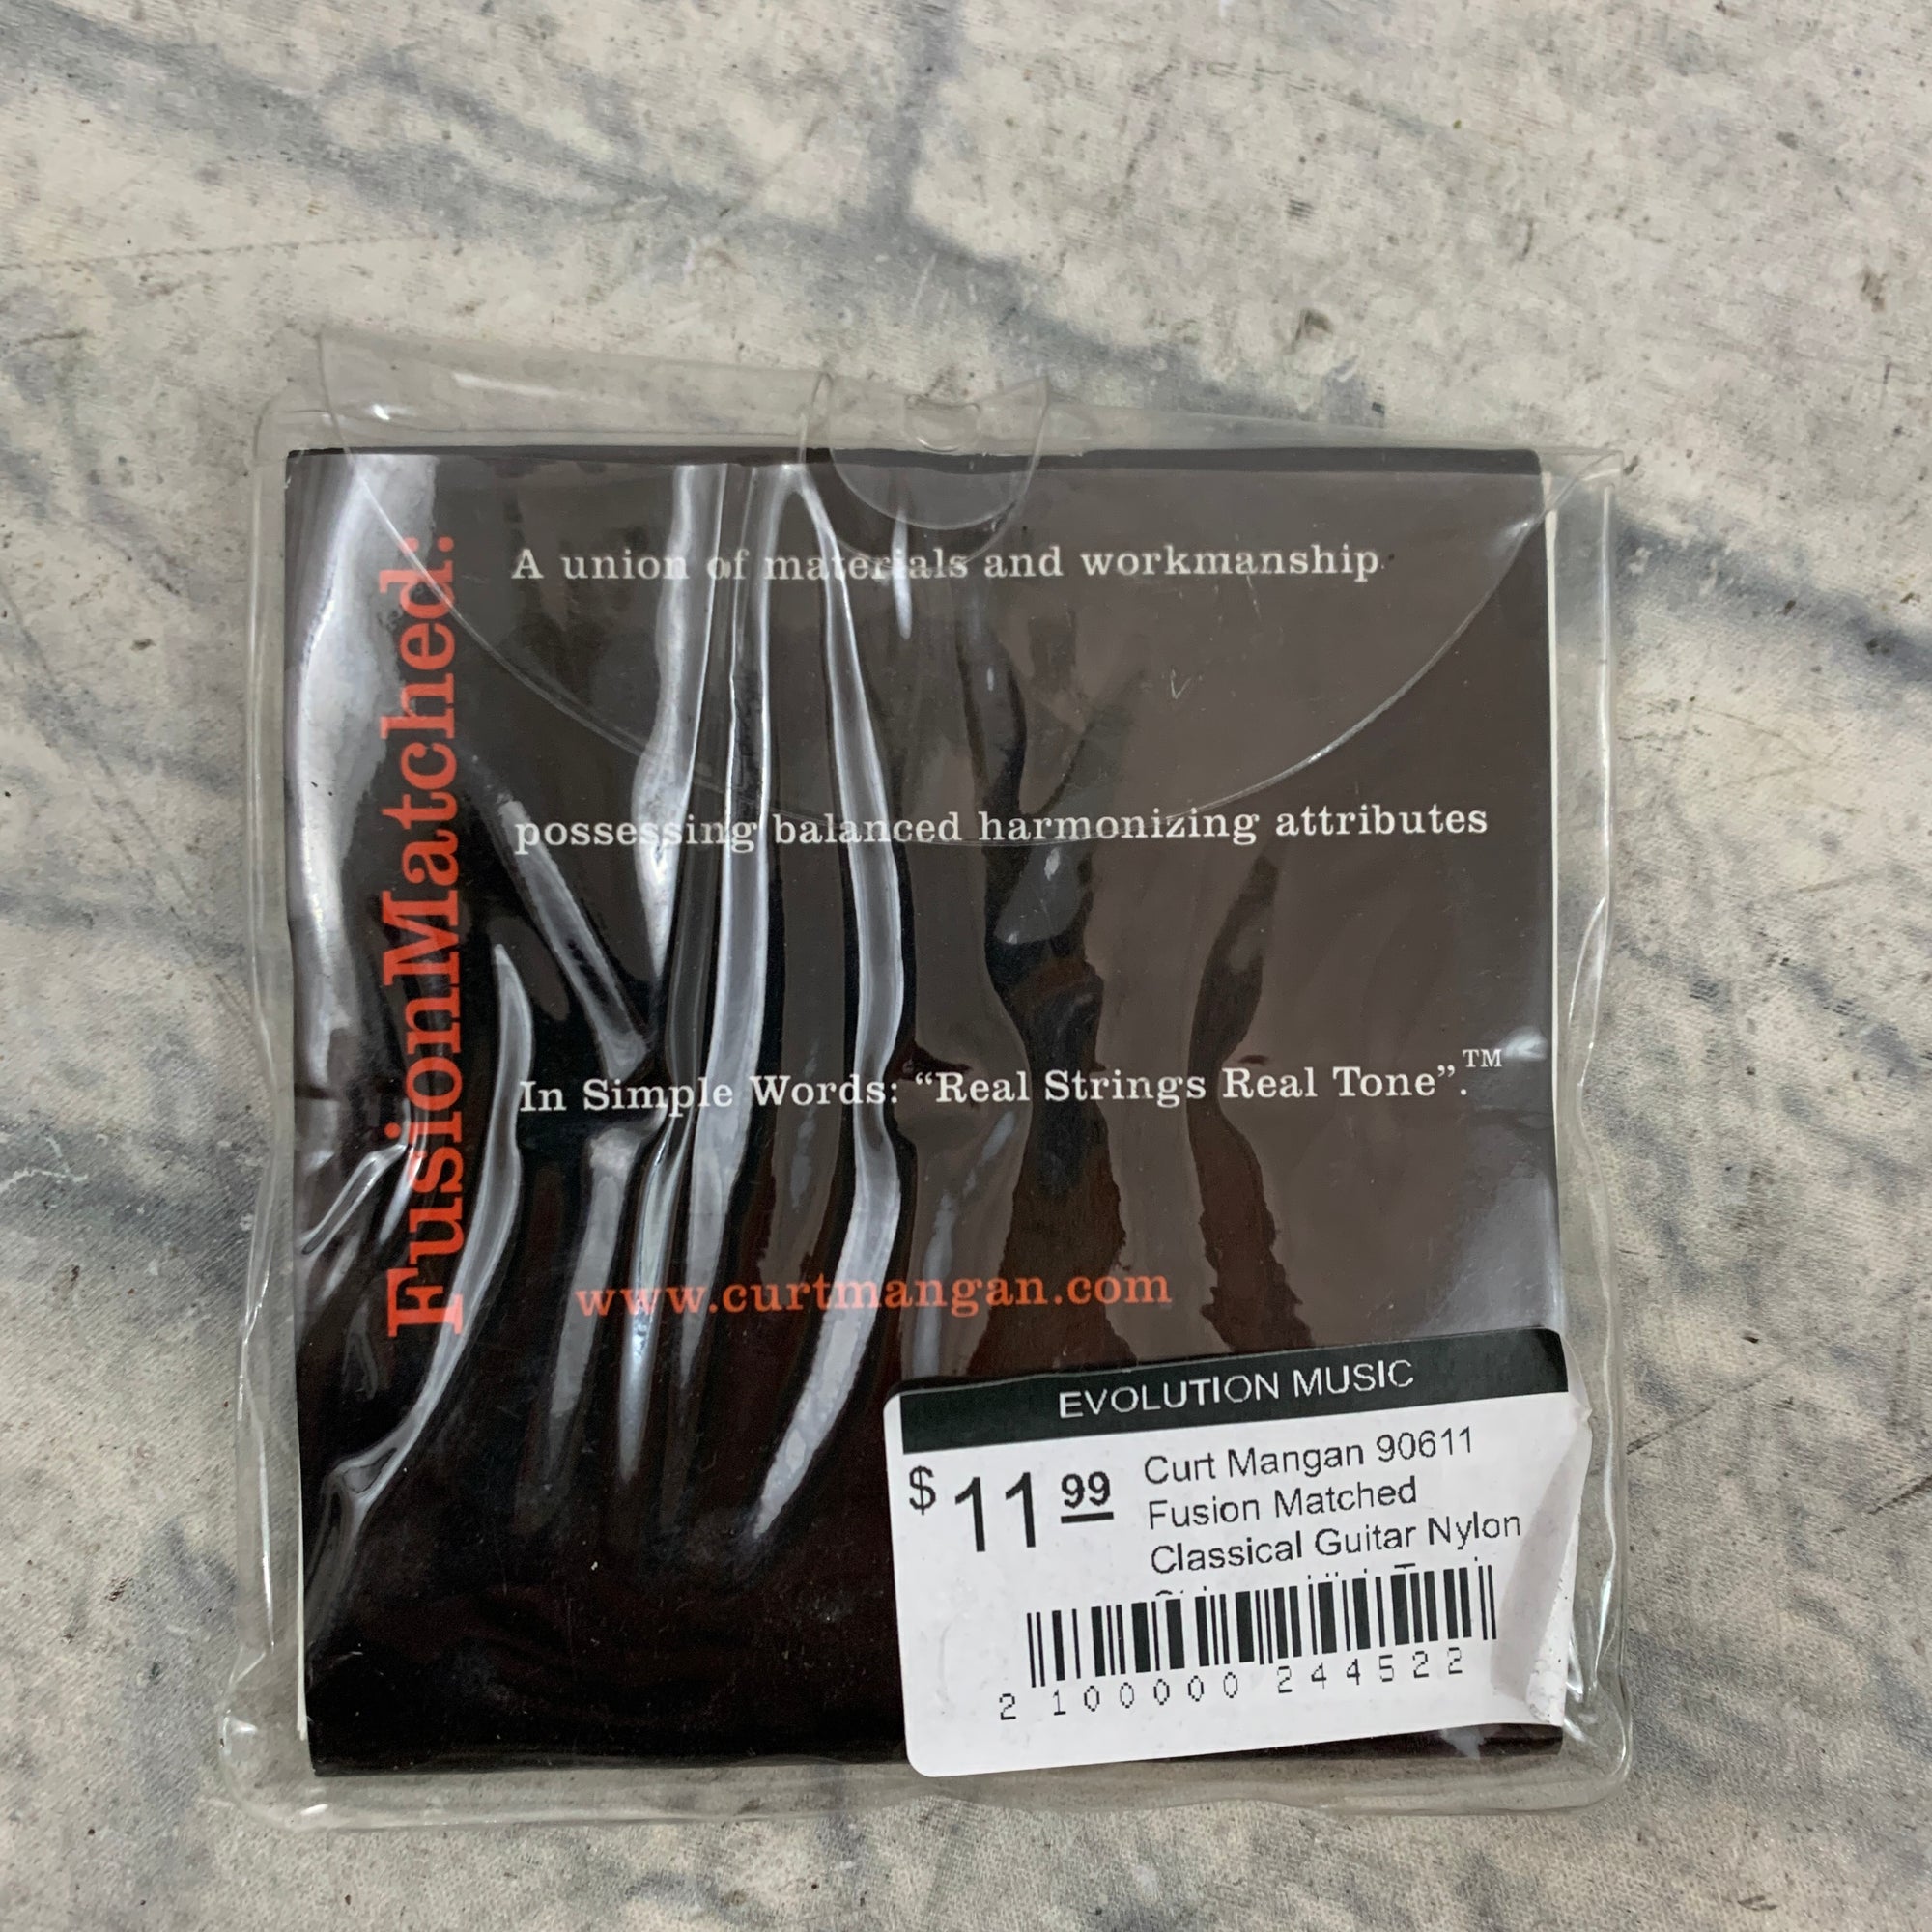 FusionMatched:
A union of materials and workmanship
possessing balanced harmonizing attributes
In Simple Words: “Real Strings Real Tone”.™
www.curtmangan.com
EVOLUTION MUSIC
$11 99
Curt Mangan 90611
Fusion Matched
Classical Guitar Nylon
2 100000 244522